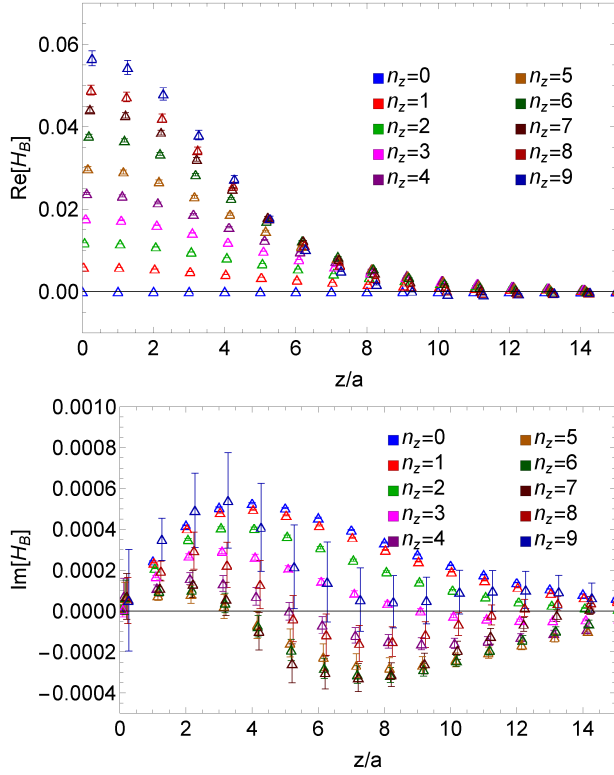 Re[H_B]
0.06
0.04
0.02
0.00
n_z=0
n_z=1
n_z=2
n_z=3
n_z=4
n_z=5
n_z=6
n_z=7
n_z=8
n_z=9
0 2 4 6 8 10 12 14
z/a
Im[H_B]
0.0010
0.0008
0.0006
0.0004
0.0002
0.0000
−0.0002
−0.0004
n_z=0
n_z=1
n_z=2
n_z=3
n_z=4
n_z=5
n_z=6
n_z=7
n_z=8
n_z=9
0 2 4 6 8 10 12 14
z/a